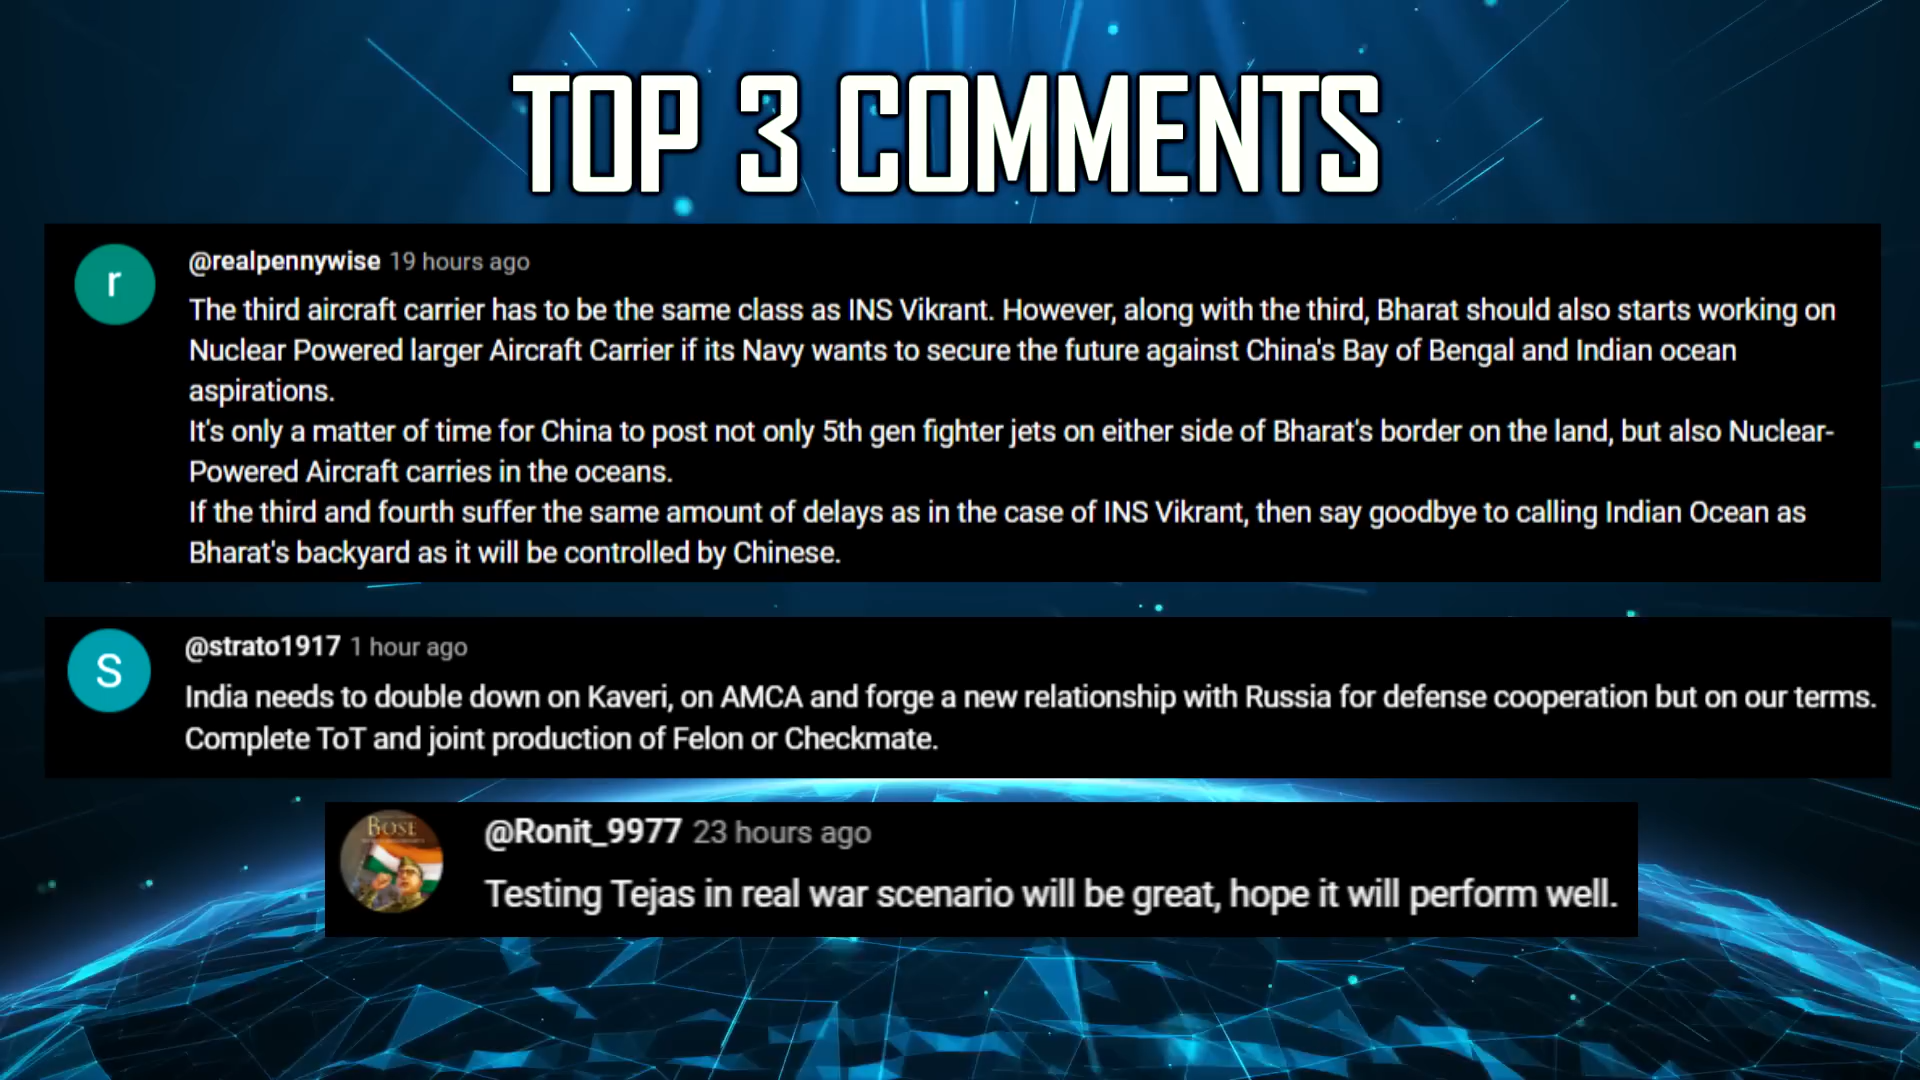 TOP 3 COMMENTS
r
@realpennywise 19 hours ago
The third aircraft carrier has to be the same class as INS Vikrant. However, along with the third, Bharat should also starts working on
Nuclear Powered larger Aircraft Carrier if its Navy wants to secure the future against China's Bay of Bengal and Indian ocean
aspirations.
It's only a matter of time for China to post not only 5th gen fighter jets on either side of Bharat's border on the land, but also Nuclear-
Powered Aircraft carries in the oceans.
If the third and fourth suffer the same amount of delays as in the case of INS Vikrant, then say goodbye to calling Indian Ocean as
Bharat's backyard as it will be controlled by Chinese.
S
@strato1917 1 hour ago
India needs to double down on Kaveri, on AMCA and forge a new relationship with Russia for defense cooperation but on our terms.
Complete ToT and joint production of Felon or Checkmate.
BOSE
@Ronit_9977 23 hours ago
Testing Tejas in real war scenario will be great, hope it will perform well.